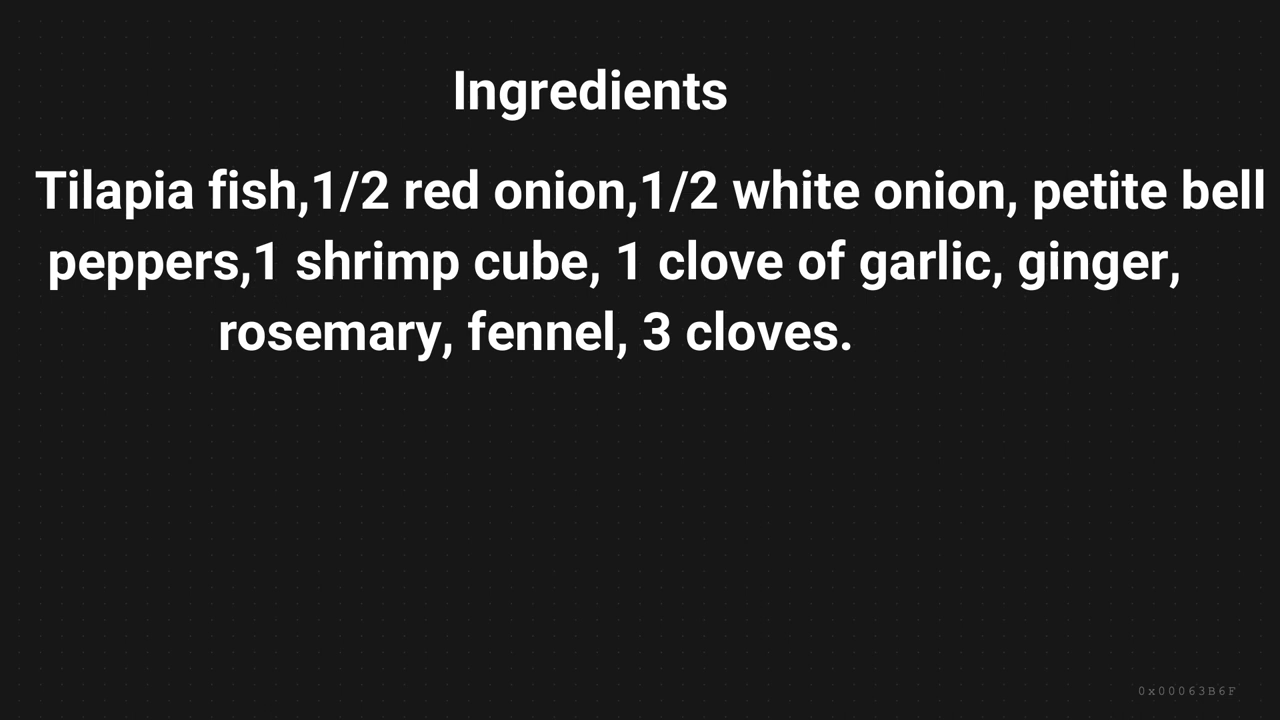 Ingredients
Tilapia fish,1/2 red onion,1/2 white onion, petite bell
peppers,1 shrimp cube, 1 clove of garlic, ginger,
rosemary, fennel, 3 cloves.
0x00063B6F